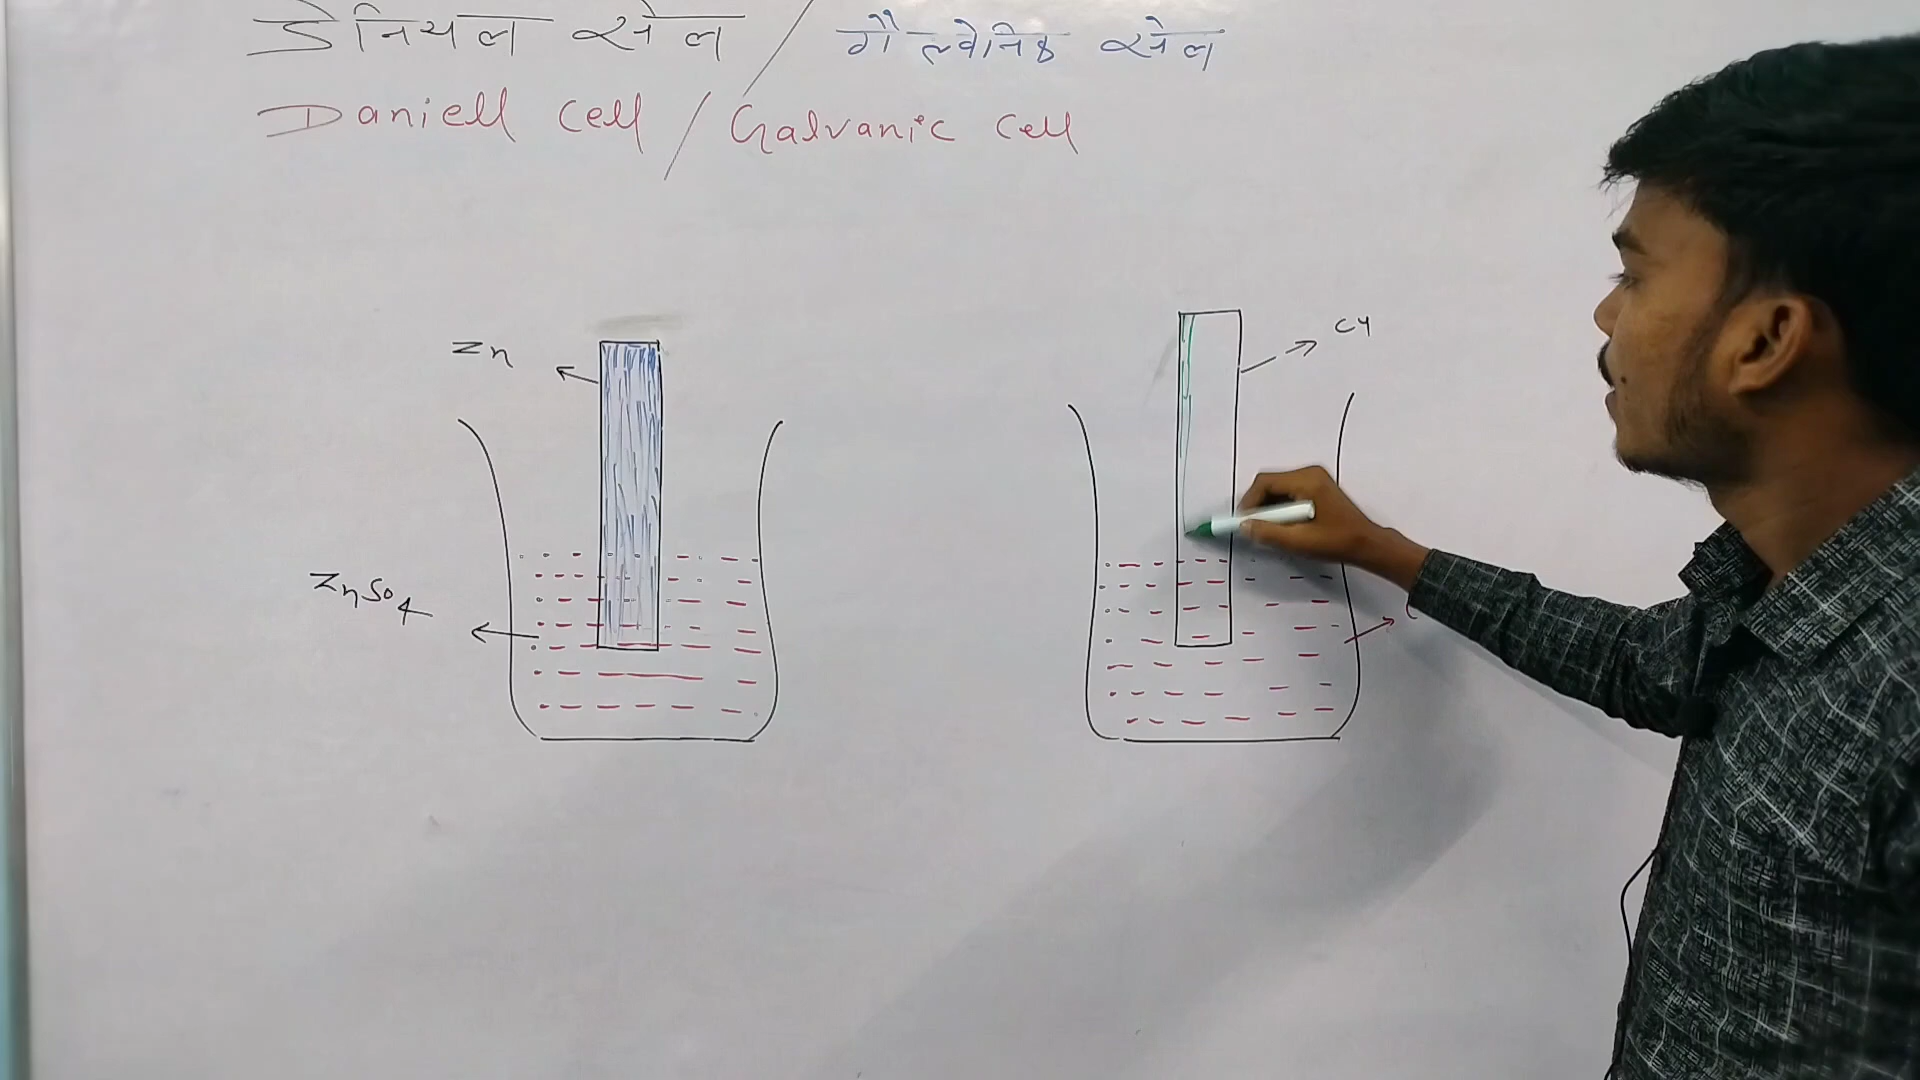 डेनियल सेल / गैल्वेनिक सेल
Daniell Cell / Galvanic Cell
Zn
Cu
ZnSO4